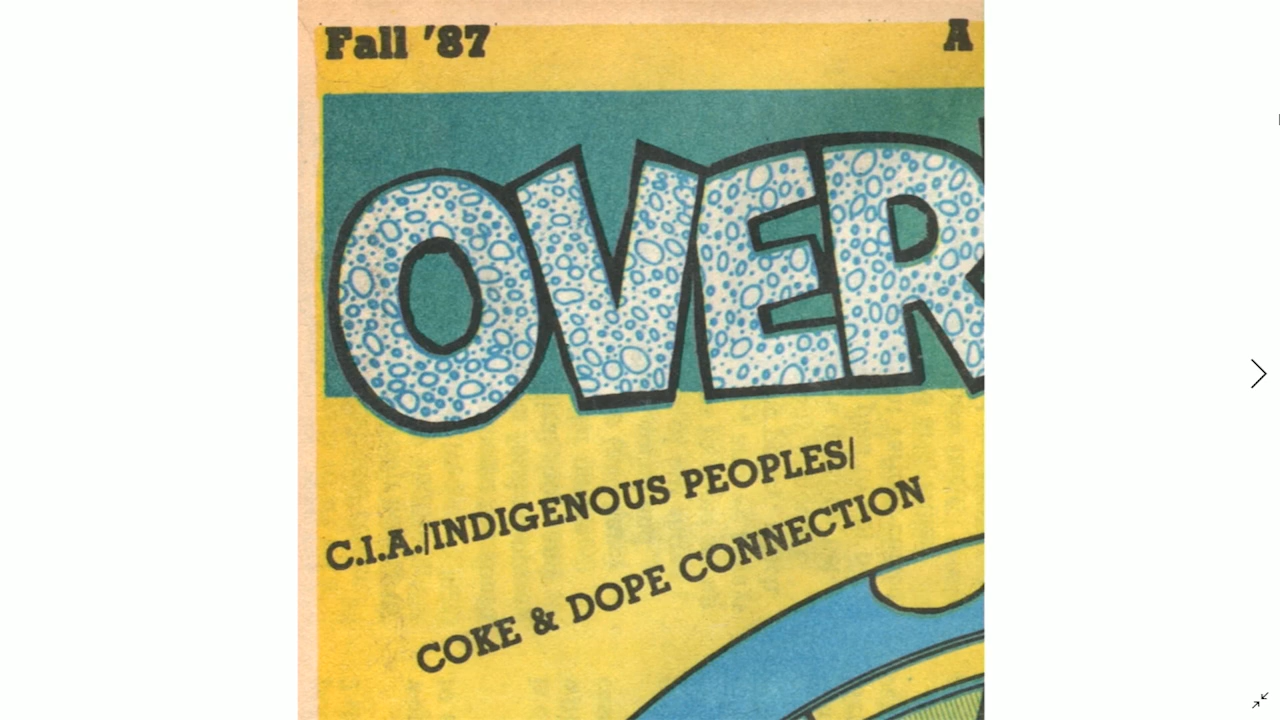 Fall '87 A
OVER
C.I.A./INDIGENOUS PEOPLES/
COKE & DOPE CONNECTION